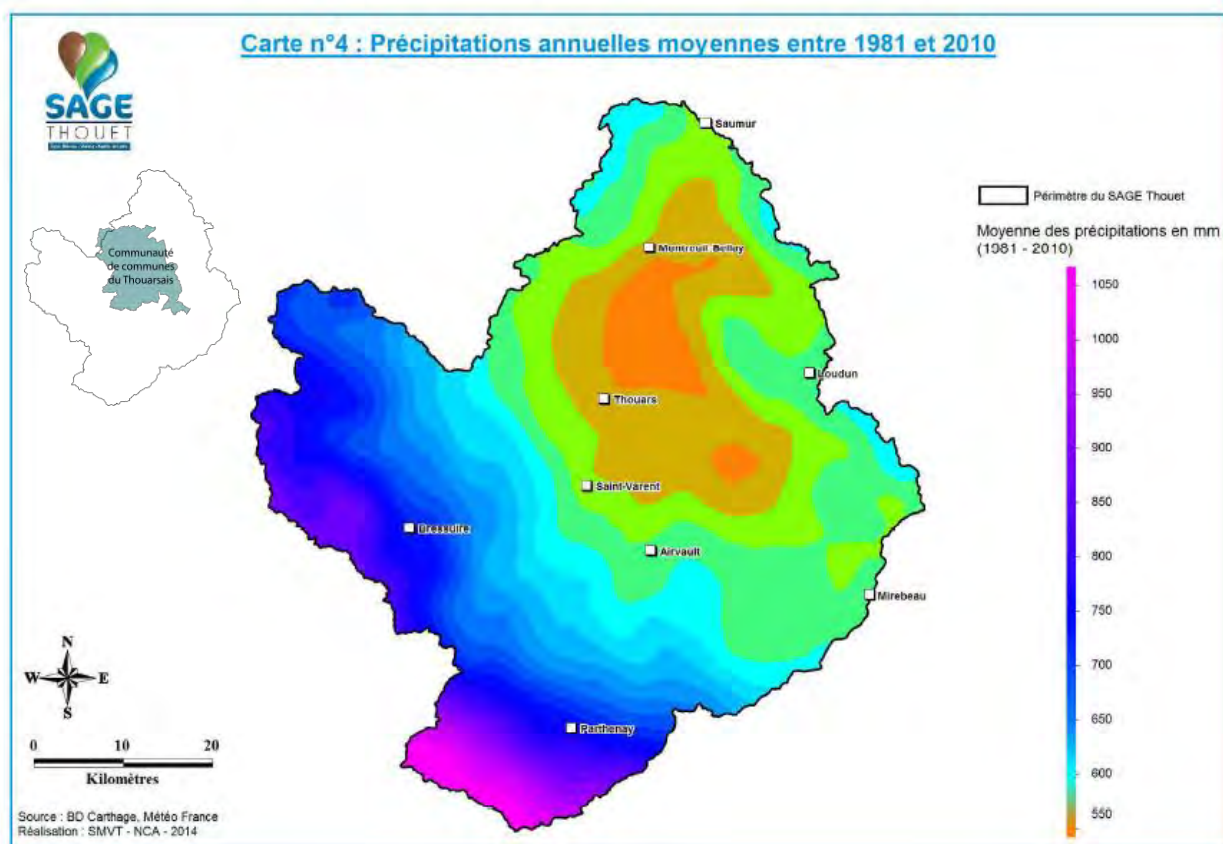 Carte n°4 : Précipitations annuelles moyennes entre 1981 et 2010
SAGE
THOUET
Communauté
de communes
du Thouarsais
Saumur
Montreuil-Bellay
Loudun
Thouars
Saint-Varent
Bressuire
Airvault
Mirebeau
Parthenay
Périmètre du SAGE Thouet
Moyenne des précipitations en mm
(1981 - 2010)
1050
1000
950
900
850
800
750
700
650
600
550
N
W E
S
0 10 20
Kilomètres
Source : BD Carthage, Météo France
Réalisation : SMVT - NCA - 2014